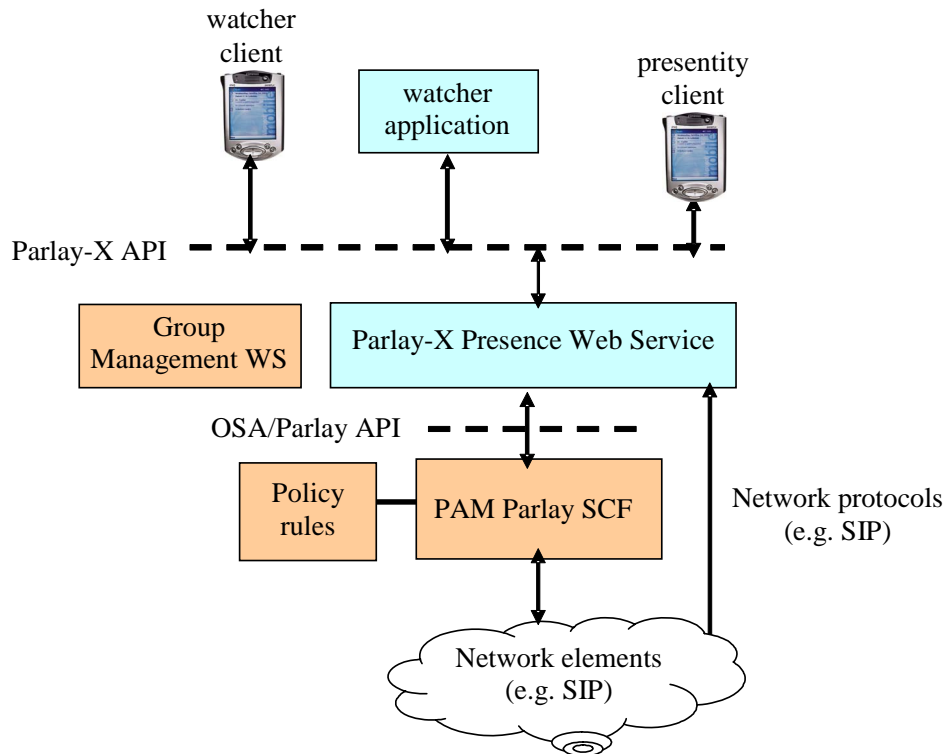 watcher
client
watcher
application
presentity
client
Parlay-X API
Group
Management WS
Parlay-X Presence Web Service
OSA/Parlay API
Policy
rules
PAM Parlay SCF
Network protocols
(e.g. SIP)
Network elements
(e.g. SIP)